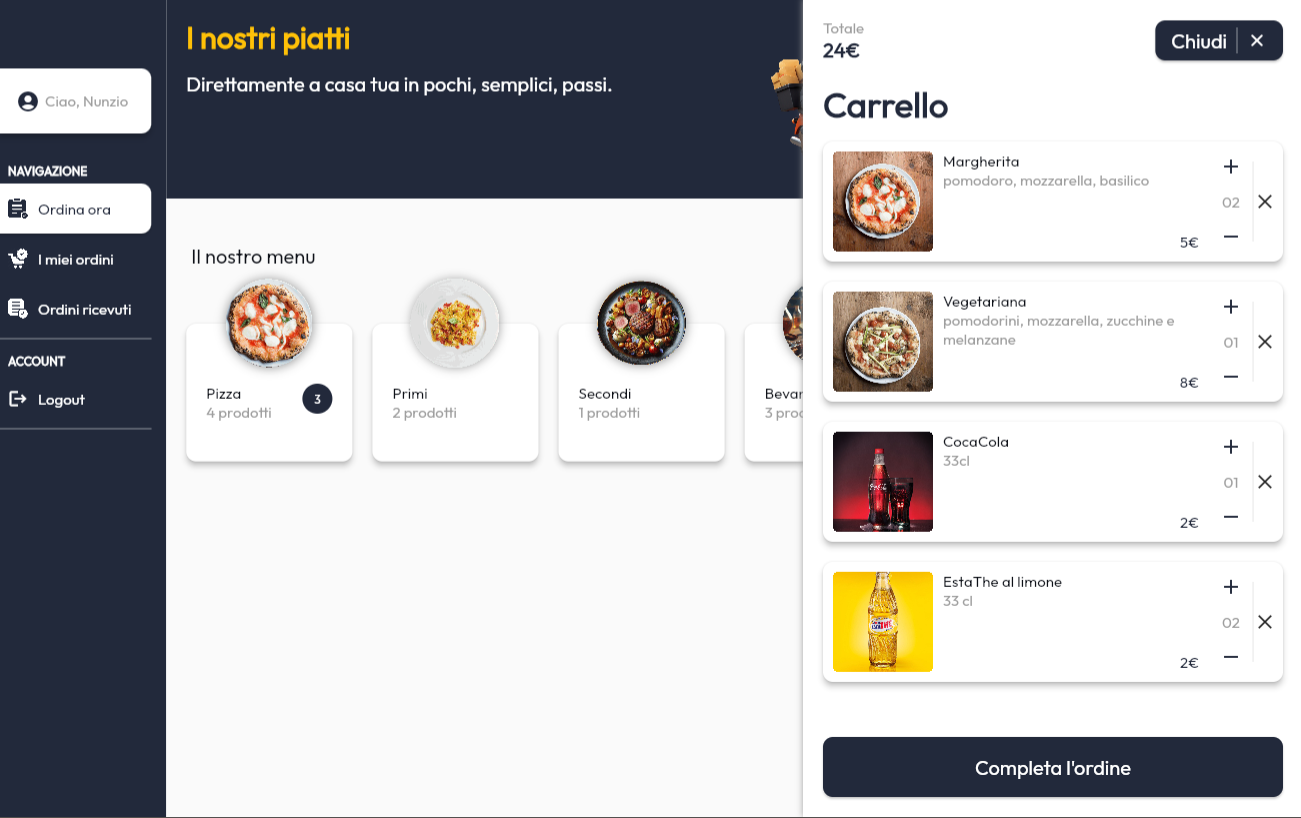 Ciao, Nunzio
NAVIGAZIONE
Ordina ora
I miei ordini
Ordini ricevuti
ACCOUNT
Logout
I nostri piatti
Direttamente a casa tua in pochi, semplici, passi.
Il nostro menu
Pizza
4 prodotti
3
Primi
2 prodotti
Secondi
1 prodotti
Bevar
3 prod
Totale
24€
Chiudi
Carrello
Margherita
pomodoro, mozzarella, basilico
02
5€
Vegetariana
pomodorini, mozzarella, zucchine e
melanzane
01
8€
CocaCola
33cl
01
2€
EstaThe al limone
33 cl
02
2€
Completa l'ordine